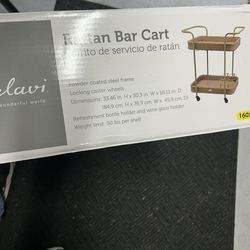 elavi
wonderful world
Rattan Bar Cart
Carrito de servicio de ratán
Powder coated steel frame
Locking caster wheels
Dimensions: 33.46 in. H x 30.3 in. W x 18.11 in. D
(84.9 cm. H x 76.9 cm. W x 45.9 cm. D)
Refreshment bottle holder and wine glass holder
Weight limit: 50 lbs per shelf